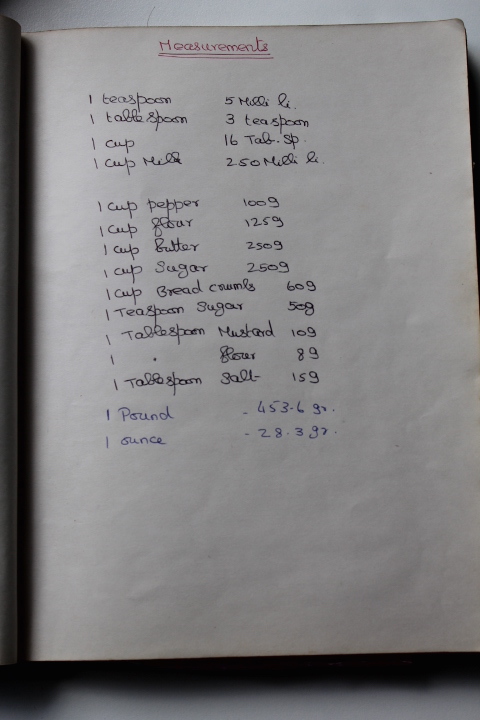 Measurements
1 teaspoon 5 Milli li.
1 tablespoon 3 teaspoon
1 cup 16 Tab. sp.
1 cup Milk 250 Milli li.
1 cup pepper 100g
1 cup flour 125g
1 cup Butter 250g
1 cup Sugar 250g
1 cup Bread crumbs 60g
1 Teaspoon Sugar 50g
1 Tablespoon Mustard 10g
1 " flour 8g
1 Tablespoon Salt - 15g
1 Pound - 453.6 gr.
1 ounce - 28.3 gr.